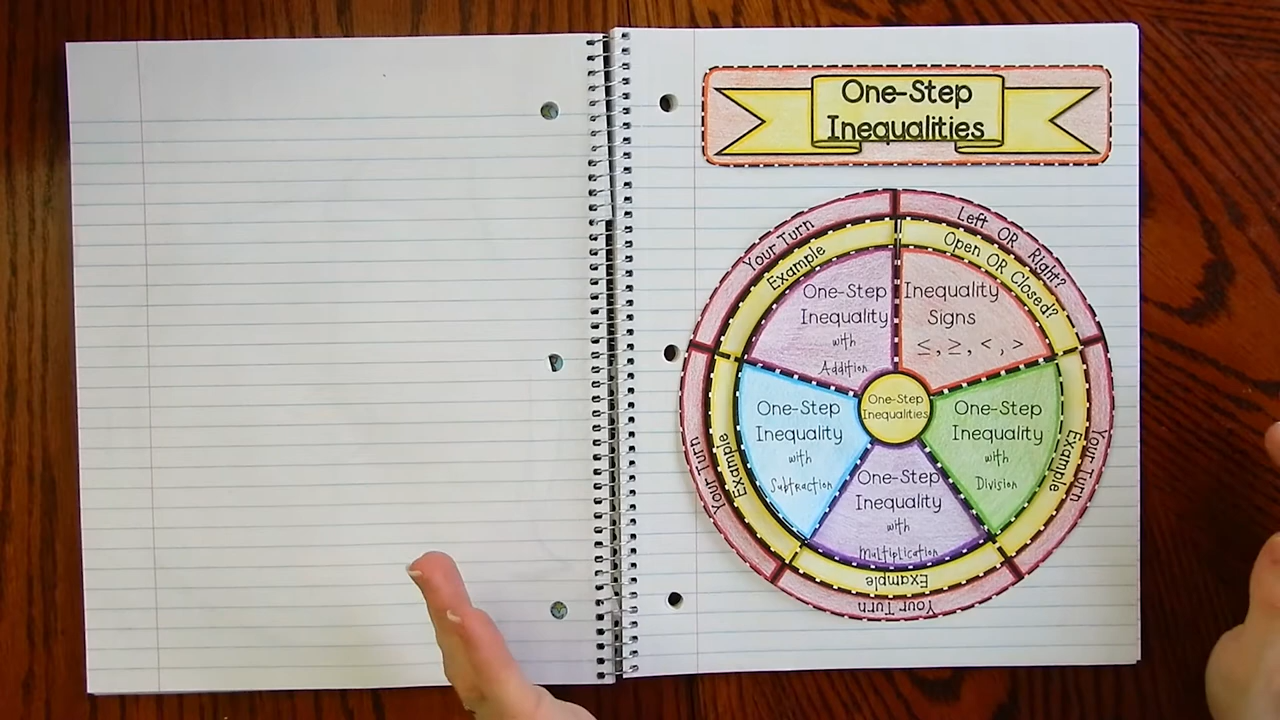 One-Step
Inequalities
Left OR Right?
Open OR Closed?
Inequality
Signs
≤, ≥, <, >
Your Turn
Example
One-Step
Inequality
with
Addition
One-Step
Inequalities
Your Turn
Example
One-Step
Inequality
with
Subtraction
One-Step
Inequality
with
Division
Example
Your Turn
One-Step
Inequality
with
Multiplication
Example
Your Turn